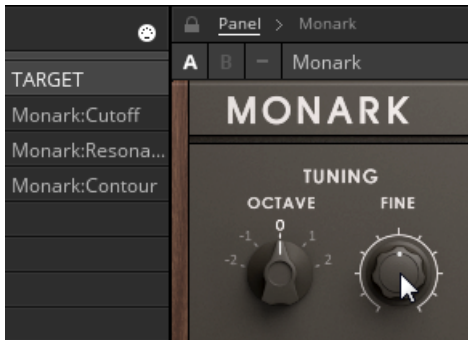 Panel > Monark
A B – Monark
TARGET
Monark:Cutoff
Monark:Resona...
Monark:Contour
MONARK
TUNING
OCTAVE FINE
0
-1 1
-2 2